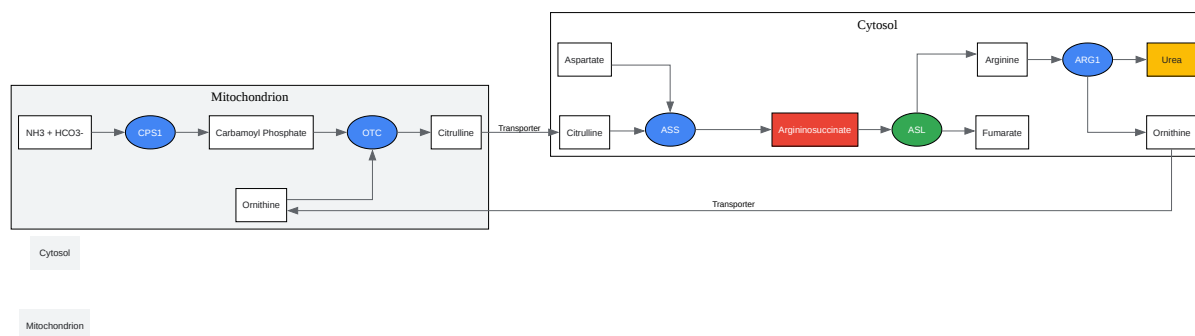 Cytosol
Aspartate
Arginine
ARG1
Urea
Mitochondrion
NH3 + HCO3-
CPS1
Carbamoyl Phosphate
OTC
Citrulline
Transporter
Citrulline
ASS
Argininosuccinate
ASL
Fumarate
Ornithine
Ornithine
Transporter
Cytosol
Mitochondrion